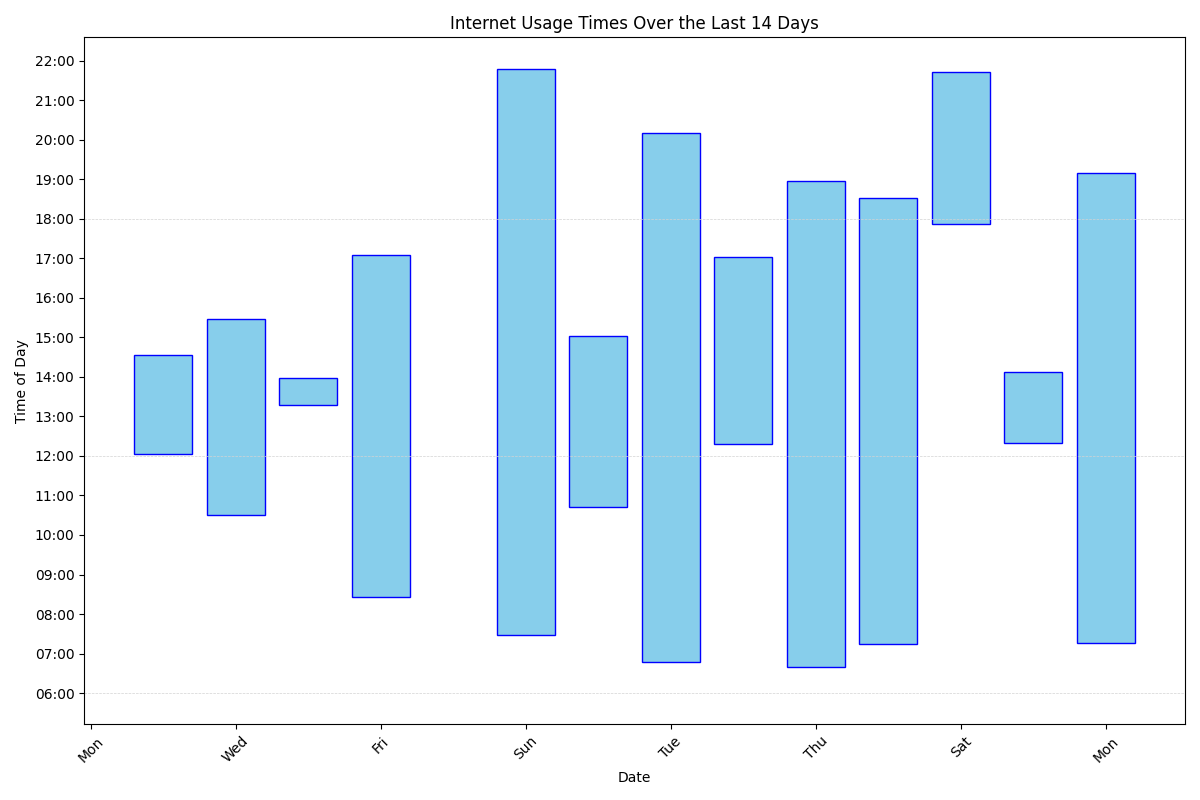 Internet Usage Times Over the Last 14 Days
22:00
21:00
20:00
19:00
18:00
17:00
16:00
15:00
14:00
13:00
12:00
11:00
10:00
09:00
08:00
07:00
06:00
Time of Day
Mon
Wed
Fri
Sun
Tue
Thu
Sat
Mon
Date